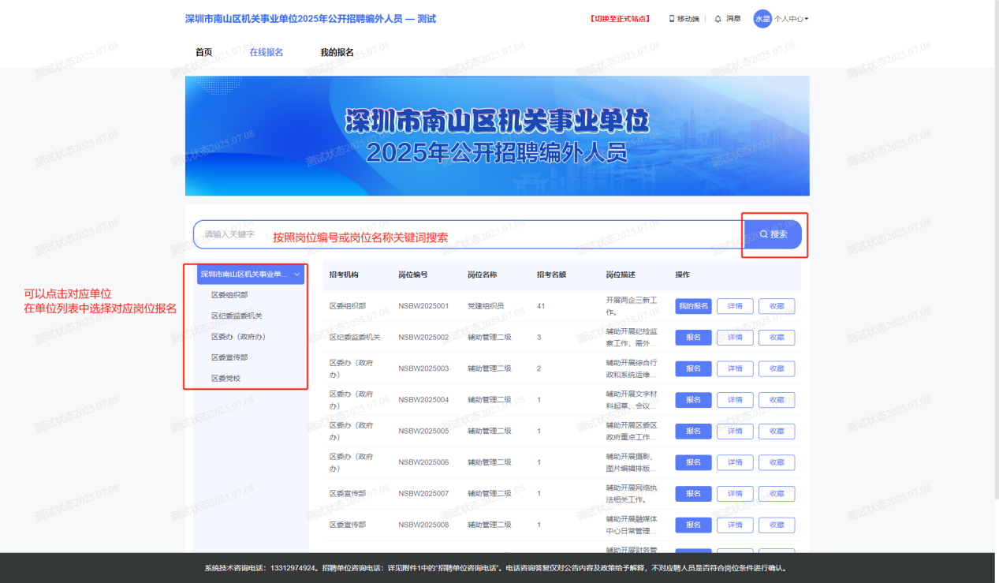 深圳市南山区机关事业单位2025年公开招聘编外人员 — 测试
【切换至正式站点】
移动端
消息
水星
个人中心
首页
在线报名
我的报名
测试状态2025.07.08
深圳市南山区机关事业单位
2025年公开招聘编外人员
请输入关键字
按照岗位编号或岗位名称关键词搜索
搜索
可以点击对应单位
在单位列表中选择对应岗位报名
深圳市南山区机关事业单...
区委组织部
区纪委监委机关
区委办（政府办）
区委宣传部
区委党校
招考机构 岗位编号 岗位名称 招考名额 岗位描述 操作
区委组织部 NSBW2025001 党建组织员 41 开展两企三新工
作。
我的报名 详情 收藏
区纪委监委机关 NSBW2025002 辅助管理二级 3 辅助开展纪检监
察工作，需外...
报名 详情 收藏
区委办（政府
办）
NSBW2025003 辅助管理二级 2 辅助开展综合行
政和系统运维...
报名 详情 收藏
区委办（政府
办）
NSBW2025004 辅助管理二级 1 辅助开展文字材
料起草、会议...
报名 详情 收藏
区委办（政府
办）
NSBW2025005 辅助管理二级 1 辅助开展区委区
政府重点工作...
报名 详情 收藏
区委办（政府
办）
NSBW2025006 辅助管理二级 1 辅助开展摄影、
图片编辑排版...
报名 详情 收藏
区委宣传部 NSBW2025007 辅助管理二级 1 辅助开展网络执
法相关工作。
报名 详情 收藏
区委宣传部 NSBW2025008 辅助管理二级 1 辅助开展融媒体
中心日常管理...
报名 详情 收藏
辅助开展财务管
系统技术咨询电话：13312974924。招聘单位咨询电话：详见附件1中的"招聘单位咨询电话"。电话咨询答复仅对公告内容及政策给予解释，不对应聘人员是否符合岗位条件进行确认。